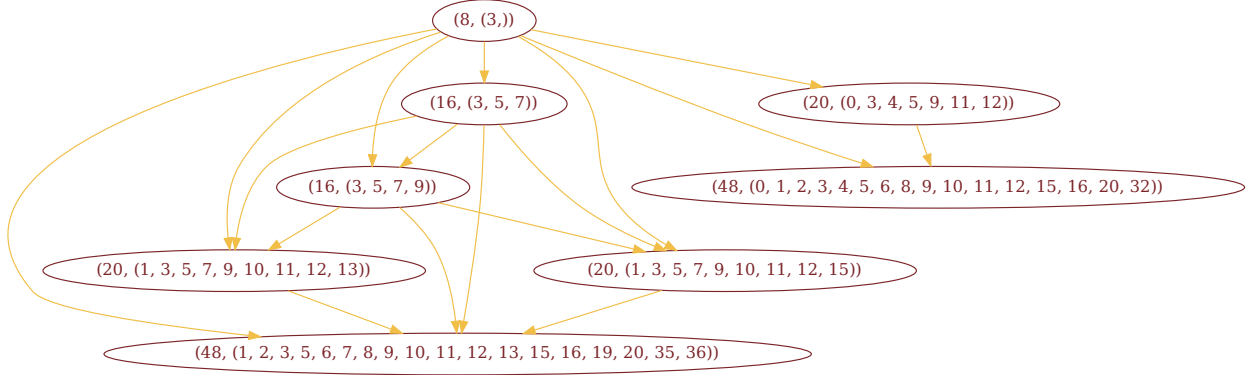 (8, (3,))
(16, (3, 5, 7))
(20, (0, 3, 4, 5, 9, 11, 12))
(16, (3, 5, 7, 9))
(48, (0, 1, 2, 3, 4, 5, 6, 8, 9, 10, 11, 12, 15, 16, 20, 32))
(20, (1, 3, 5, 7, 9, 10, 11, 12, 13))
(20, (1, 3, 5, 7, 9, 10, 11, 12, 15))
(48, (1, 2, 3, 5, 6, 7, 8, 9, 10, 11, 12, 13, 15, 16, 19, 20, 35, 36))